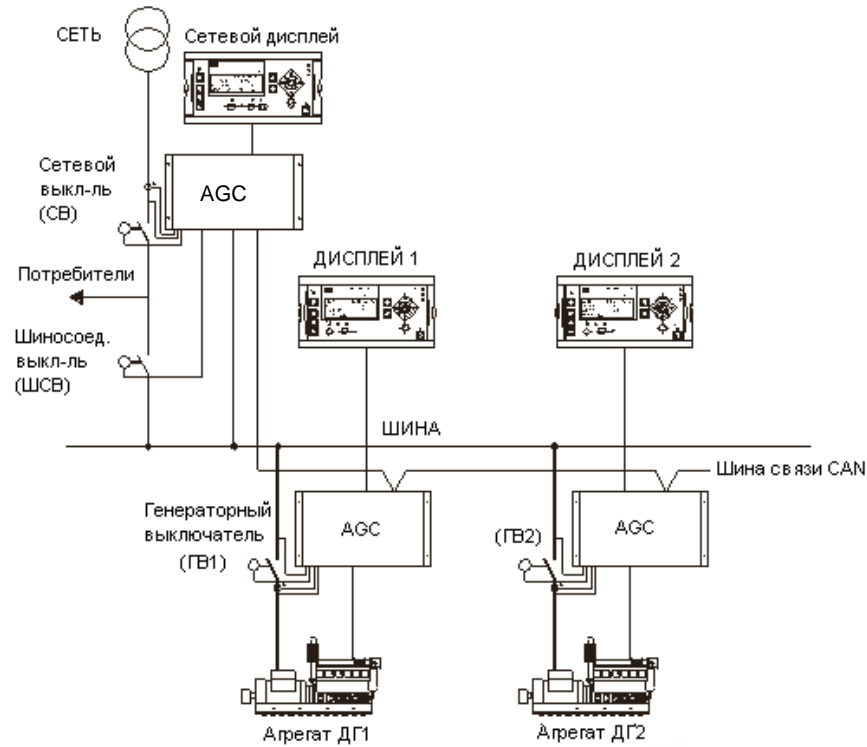 СЕТЬ
Сетевой дисплей
Сетевой
выкл-ль
(СВ)
AGC
Потребители
ДИСПЛЕЙ 1
ДИСПЛЕЙ 2
Шиносоед.
выкл-ль
(ШСВ)
ШИНА
Шина связи CAN
Генераторный
выключатель
(ГВ1)
AGC
(ГВ2)
AGC
Агрегат ДГ1
Агрегат ДГ2